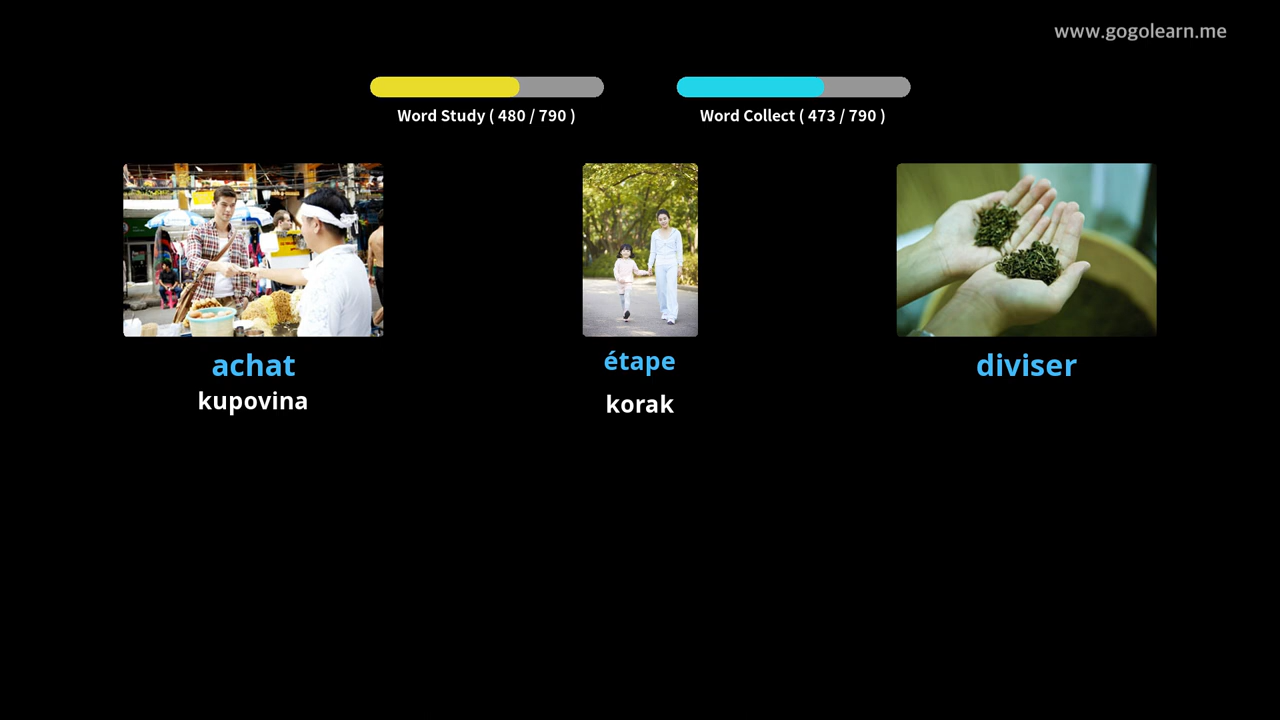 www.gogolearn.me
Word Study ( 480 / 790 )
Word Collect ( 473 / 790 )
achat
kupovina
étape
korak
diviser